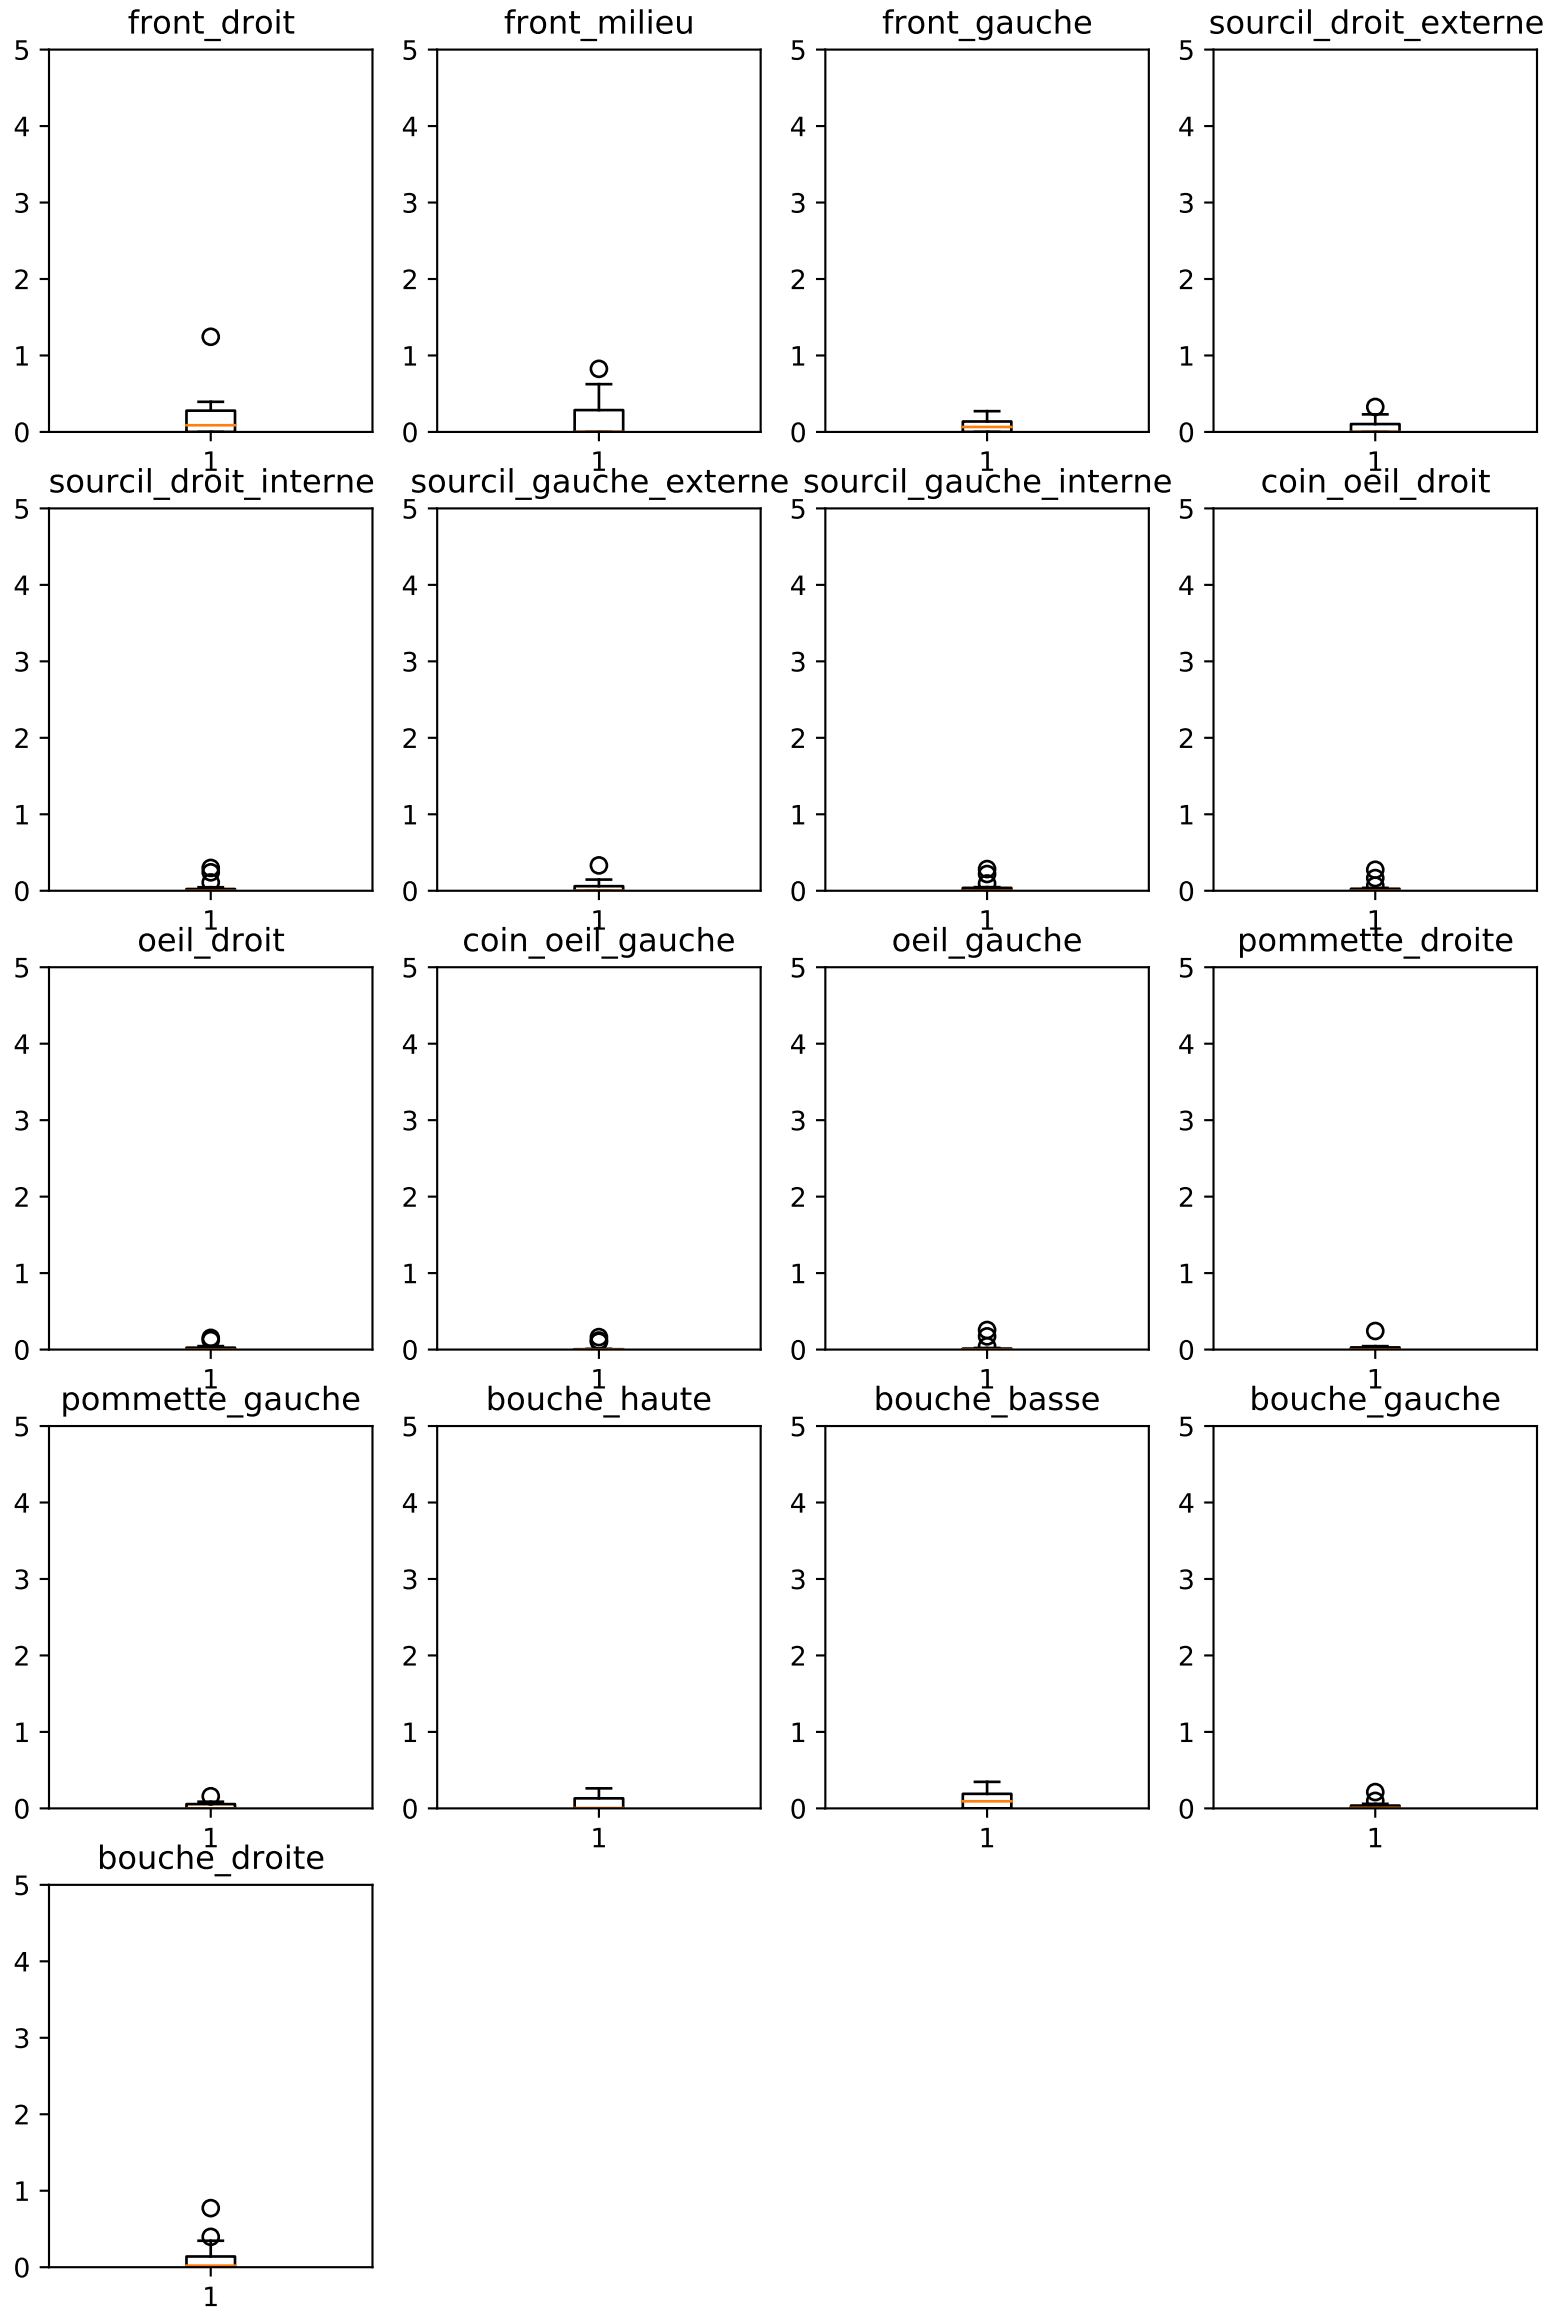 front_droit front_milieu front_gauche sourcil_droit_externe
5 5 5 5
4 4 4 4
3 3 3 3
2 2 2 2
1 1 1 1
0 0 0 0
1 1 1 1
sourcil_droit_interne sourcil_gauche_externe sourcil_gauche_interne coin_oeil_droit
5 5 5 5
4 4 4 4
3 3 3 3
2 2 2 2
1 1 1 1
0 0 0 0
1 1 1 1
oeil_droit coin_oeil_gauche oeil_gauche pommette_droite
5 5 5 5
4 4 4 4
3 3 3 3
2 2 2 2
1 1 1 1
0 0 0 0
1 1 1 1
pommette_gauche bouche_haute bouche_basse bouche_gauche
5 5 5 5
4 4 4 4
3 3 3 3
2 2 2 2
1 1 1 1
0 0 0 0
1 1 1 1
bouche_droite
5
4
3
2
1
0
1